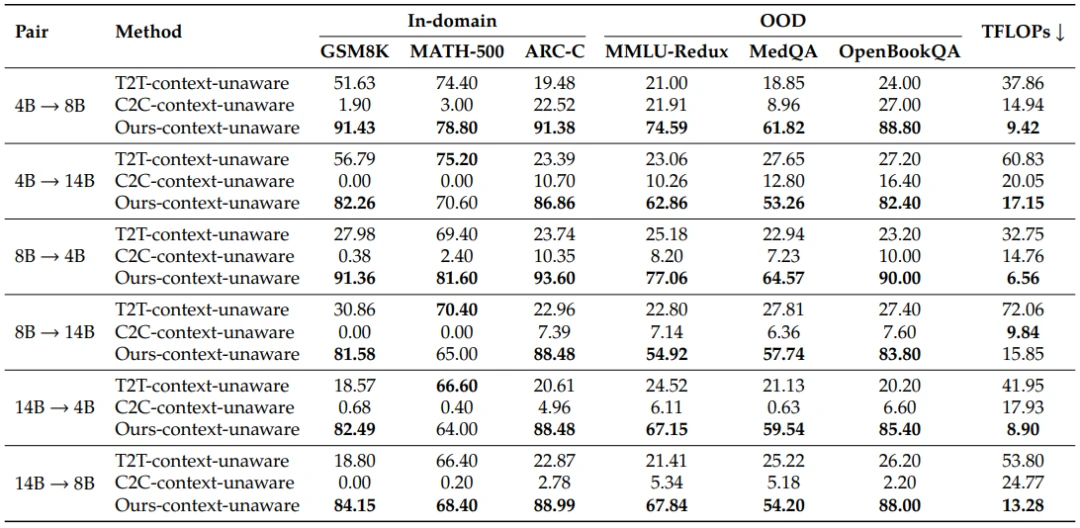 Pair Method In-domain OOD TFLOPs ↓
GSM8K MATH-500 ARC-C MMLU-Redux MedQA OpenBookQA
4B → 8B
T2T-context-unaware 51.63 74.40 19.48 21.00 18.85 24.00 37.86
C2C-context-unaware 1.90 3.00 22.52 21.91 8.96 27.00 14.94
Ours-context-unaware 91.43 78.80 91.38 74.59 61.82 88.80 9.42
4B → 14B
T2T-context-unaware 56.79 75.20 23.39 23.06 27.65 27.20 60.83
C2C-context-unaware 0.00 0.00 10.70 10.26 12.80 16.40 20.05
Ours-context-unaware 82.26 70.60 86.86 62.86 53.26 82.40 17.15
8B → 4B
T2T-context-unaware 27.98 69.40 23.74 25.18 22.94 23.20 32.75
C2C-context-unaware 0.38 2.40 10.35 8.20 7.23 10.00 14.76
Ours-context-unaware 91.36 81.60 93.60 77.06 64.57 90.00 6.56
8B → 14B
T2T-context-unaware 30.86 70.40 22.96 22.80 27.81 27.40 72.06
C2C-context-unaware 0.00 0.00 7.39 7.14 6.36 7.60 9.84
Ours-context-unaware 81.58 65.00 88.48 54.92 57.74 83.80 15.85
14B → 4B
T2T-context-unaware 18.57 66.60 20.61 24.52 21.13 20.20 41.95
C2C-context-unaware 0.68 0.40 4.96 6.11 0.63 6.60 17.93
Ours-context-unaware 82.49 64.00 88.48 67.15 59.54 85.40 8.90
14B → 8B
T2T-context-unaware 18.80 66.40 22.87 21.41 25.22 26.20 53.80
C2C-context-unaware 0.00 0.20 2.78 5.34 5.18 2.20 24.77
Ours-context-unaware 84.15 68.40 88.99 67.84 54.20 88.00 13.28